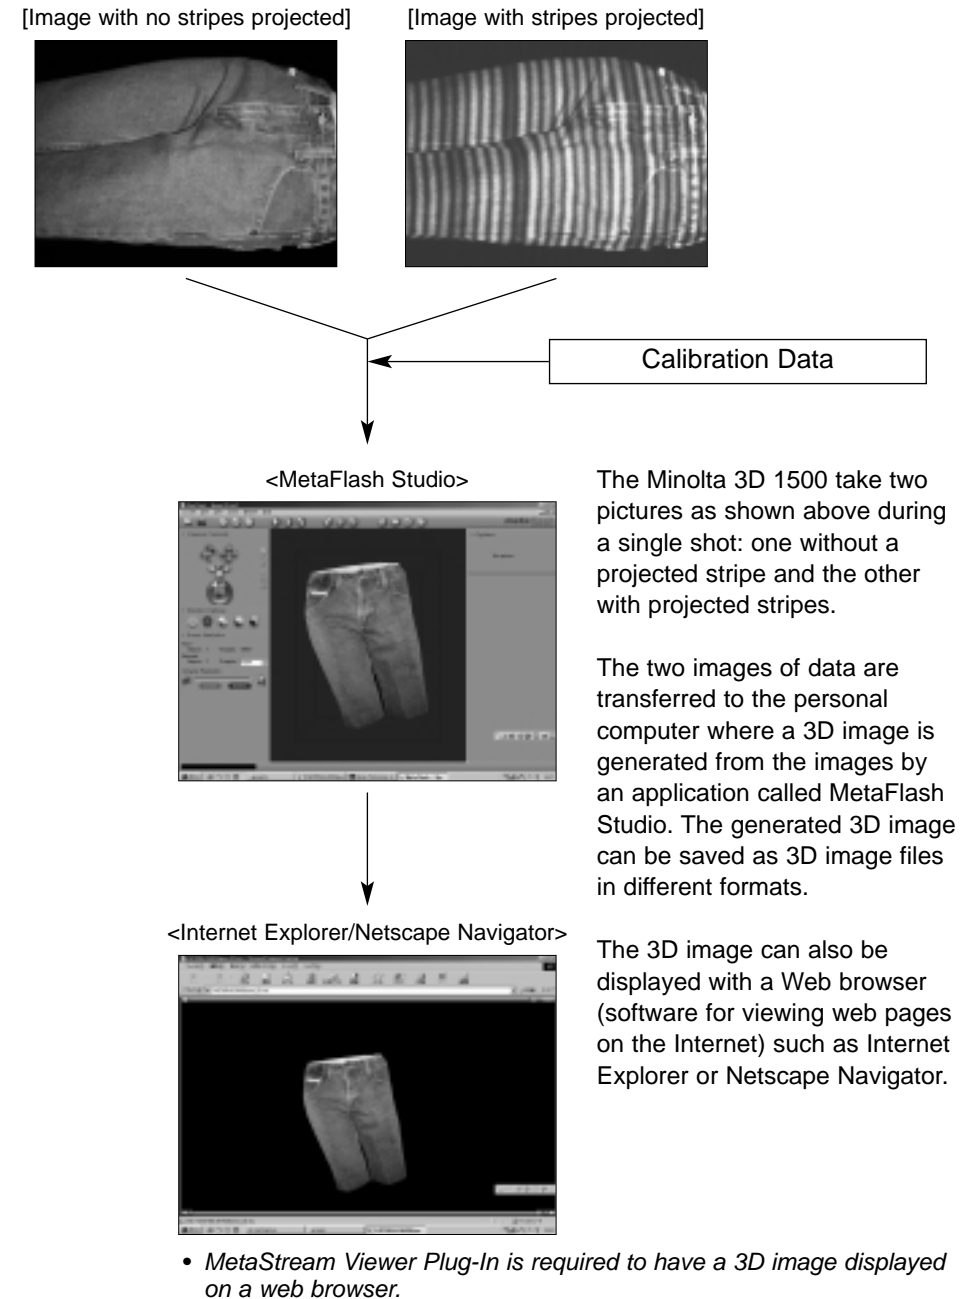 [Image with no stripes projected]
[Image with stripes projected]
Calibration Data
<MetaFlash Studio>
The Minolta 3D 1500 take two
pictures as shown above during
a single shot: one without a
projected stripe and the other
with projected stripes.
The two images of data are
transferred to the personal
computer where a 3D image is
generated from the images by
an application called MetaFlash
Studio. The generated 3D image
can be saved as 3D image files
in different formats.
<Internet Explorer/Netscape Navigator>
The 3D image can also be
displayed with a Web browser
(software for viewing web pages
on the Internet) such as Internet
Explorer or Netscape Navigator.
• MetaStream Viewer Plug-In is required to have a 3D image displayed
on a web browser.